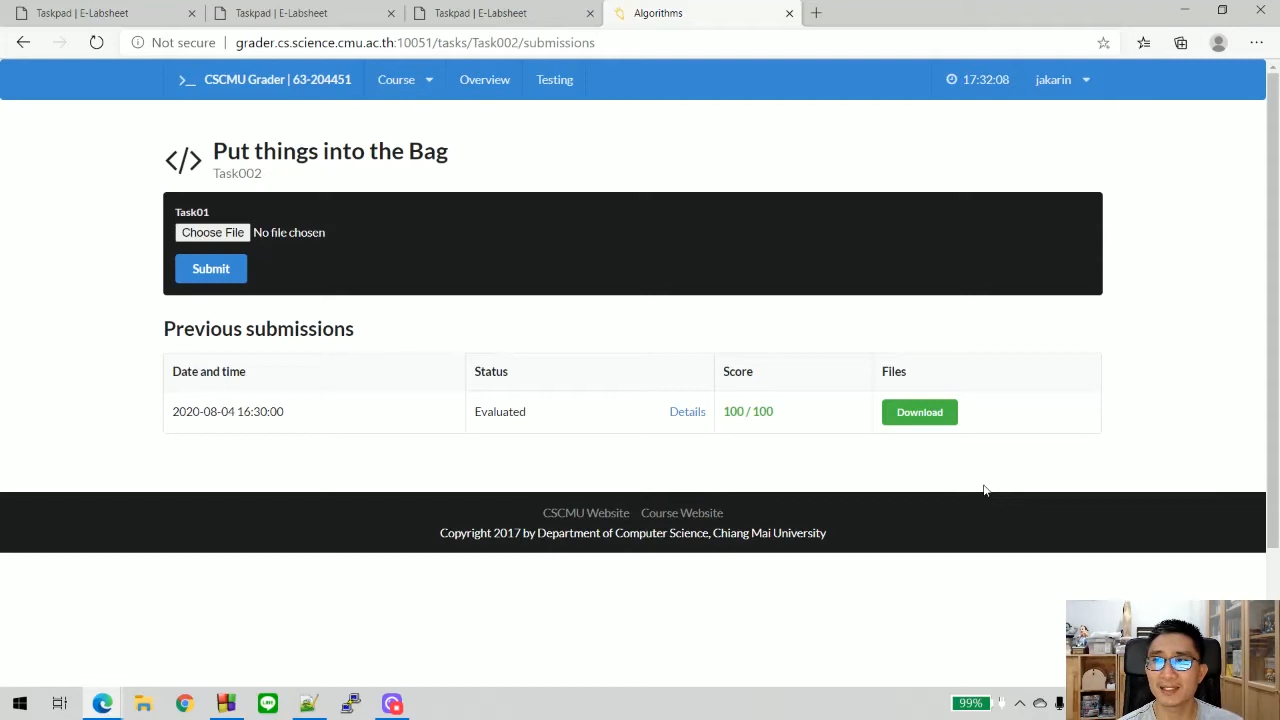 Taskpad | E-Labsheet
Taskpad | E-Labsheet
Taskpad | E-Labsheet
Algorithms
Not secure | grader.cs.science.cmu.ac.th:10051/tasks/Task002/submissions
>_ CSCMU Grader | 63-204451 Course Overview Testing 17:32:08 jakarin
</> Put things into the Bag
Task002
Task01
Choose File No file chosen
Submit
Previous submissions
Date and time Status Score Files
2020-08-04 16:30:00 Evaluated Details 100 / 100 Download
CSCMU Website Course Website
Copyright 2017 by Department of Computer Science, Chiang Mai University
LINE 99%